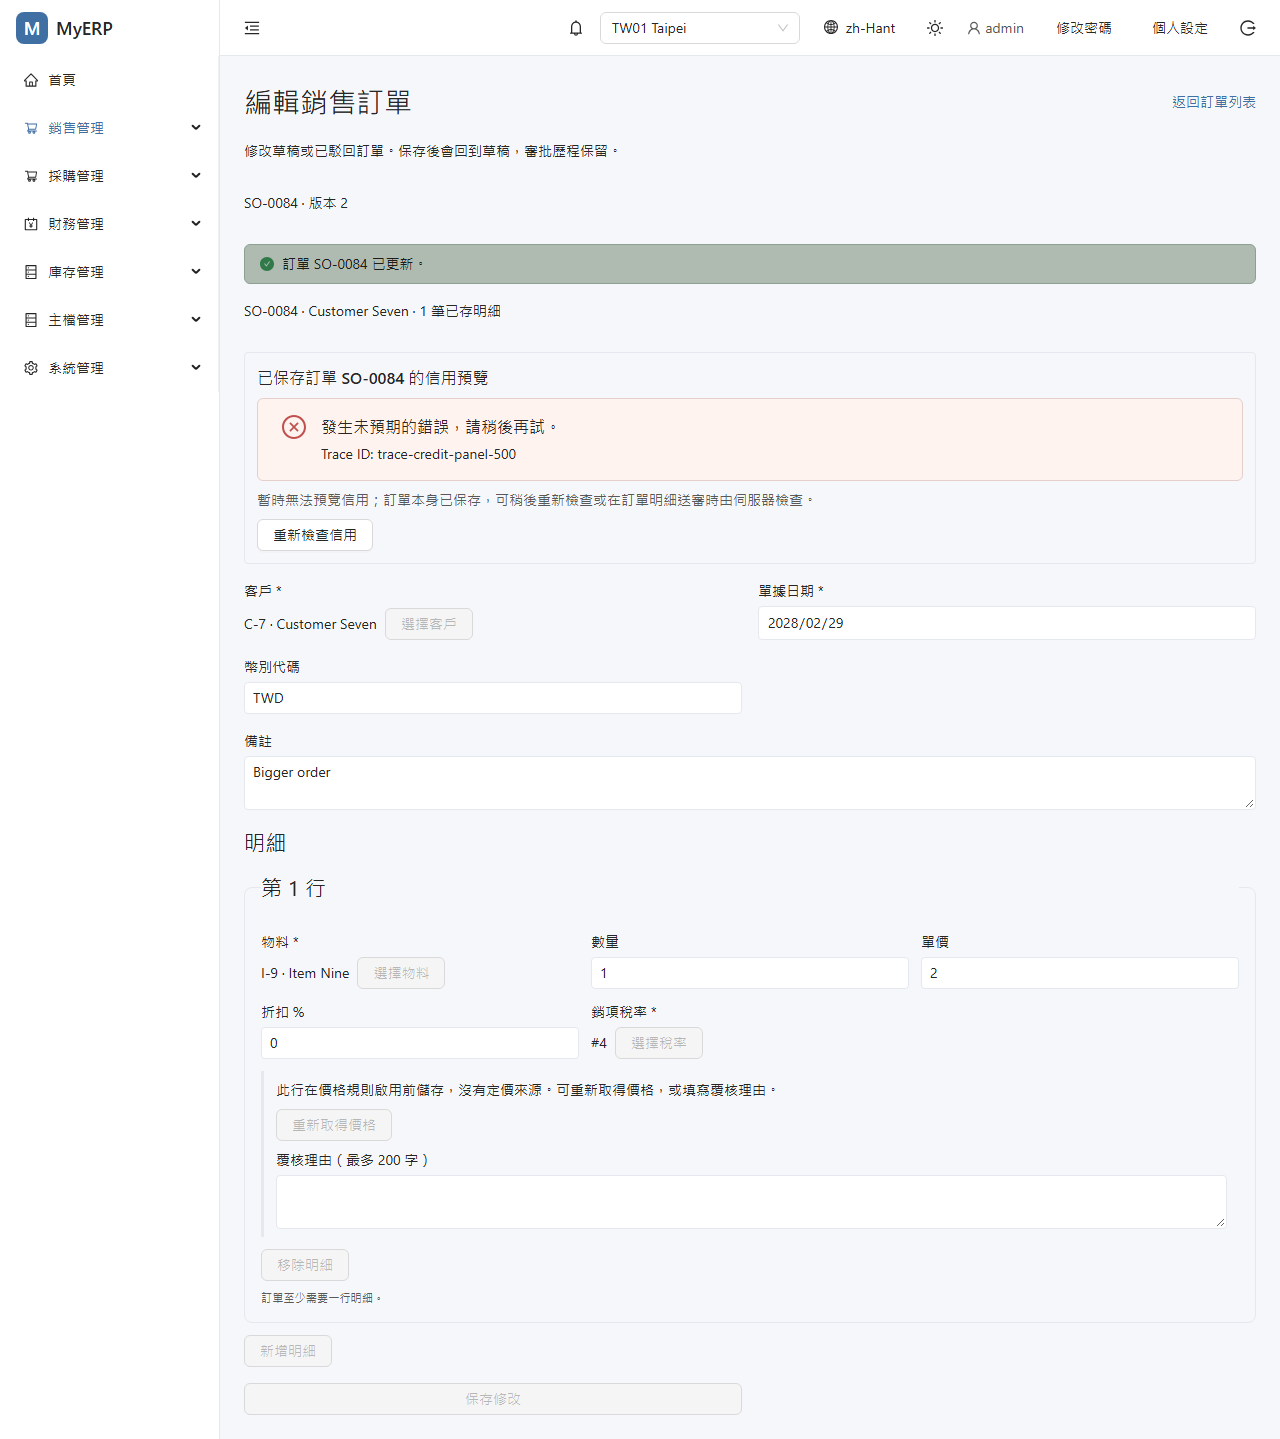 M MyERP
TW01 Taipei
zh-Hant
admin
修改密碼
個人設定
首頁
銷售管理
採購管理
財務管理
庫存管理
主檔管理
系統管理
編輯銷售訂單
返回訂單列表
修改草稿或已駁回訂單。保存後會回到草稿，審批歷程保留。
SO-0084 · 版本 2
訂單 SO-0084 已更新。
SO-0084 · Customer Seven · 1 筆已存明細
已保存訂單 SO-0084 的信用預覽
發生未預期的錯誤，請稍後再試。
Trace ID: trace-credit-panel-500
暫時無法預覽信用；訂單本身已保存，可稍後重新檢查或在訂單明細送審時由伺服器檢查。
重新檢查信用
客戶 *
單據日期 *
C-7 · Customer Seven 選擇客戶
2028/02/29
幣別代碼
TWD
備註
Bigger order
明細
第 1 行
物料 *
數量
單價
I-9 · Item Nine 選擇物料
1
2
折扣 %
銷項稅率 *
0
#4 選擇稅率
此行在價格規則啟用前儲存，沒有定價來源。可重新取得價格，或填寫覆核理由。
重新取得價格
覆核理由（最多 200 字）
移除明細
訂單至少需要一行明細。
新增明細
保存修改